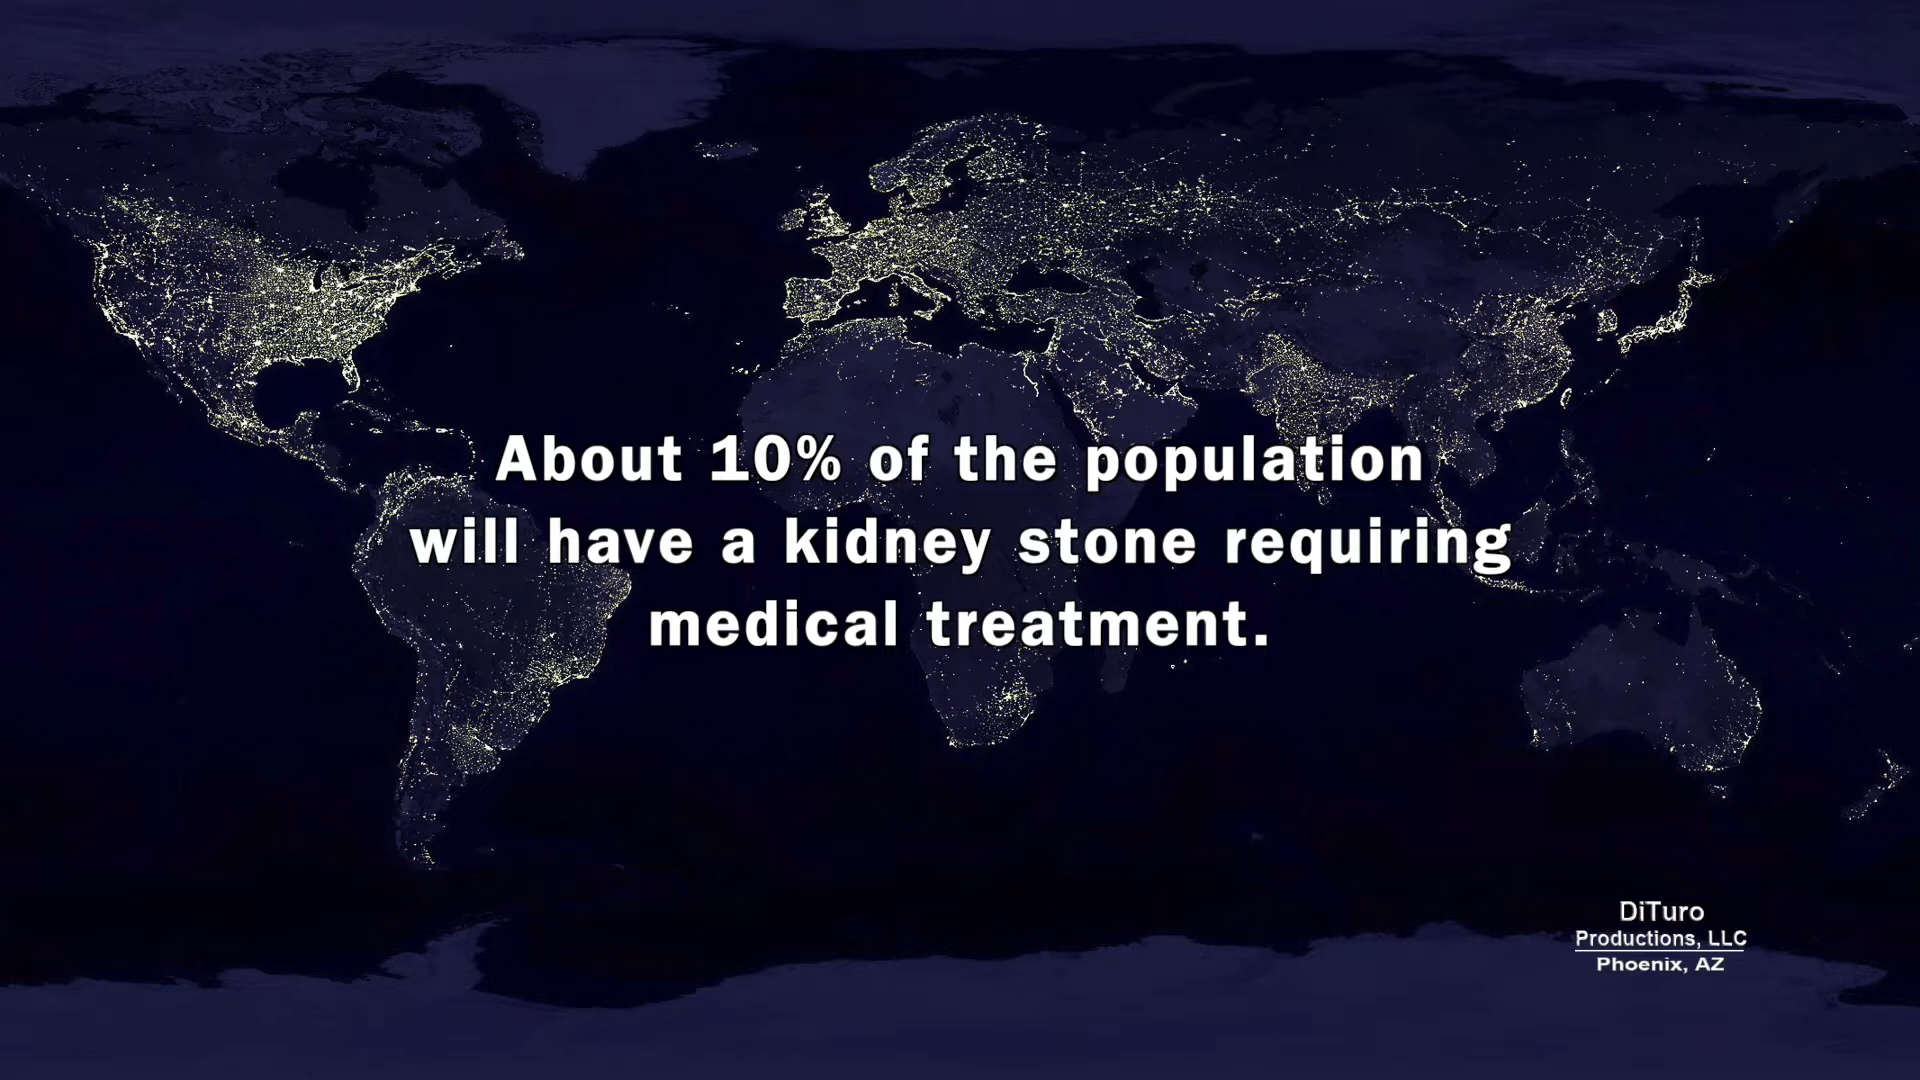 About 10% of the population
will have a kidney stone requiring
medical treatment.
DiTuro
Productions, LLC
Phoenix, AZ